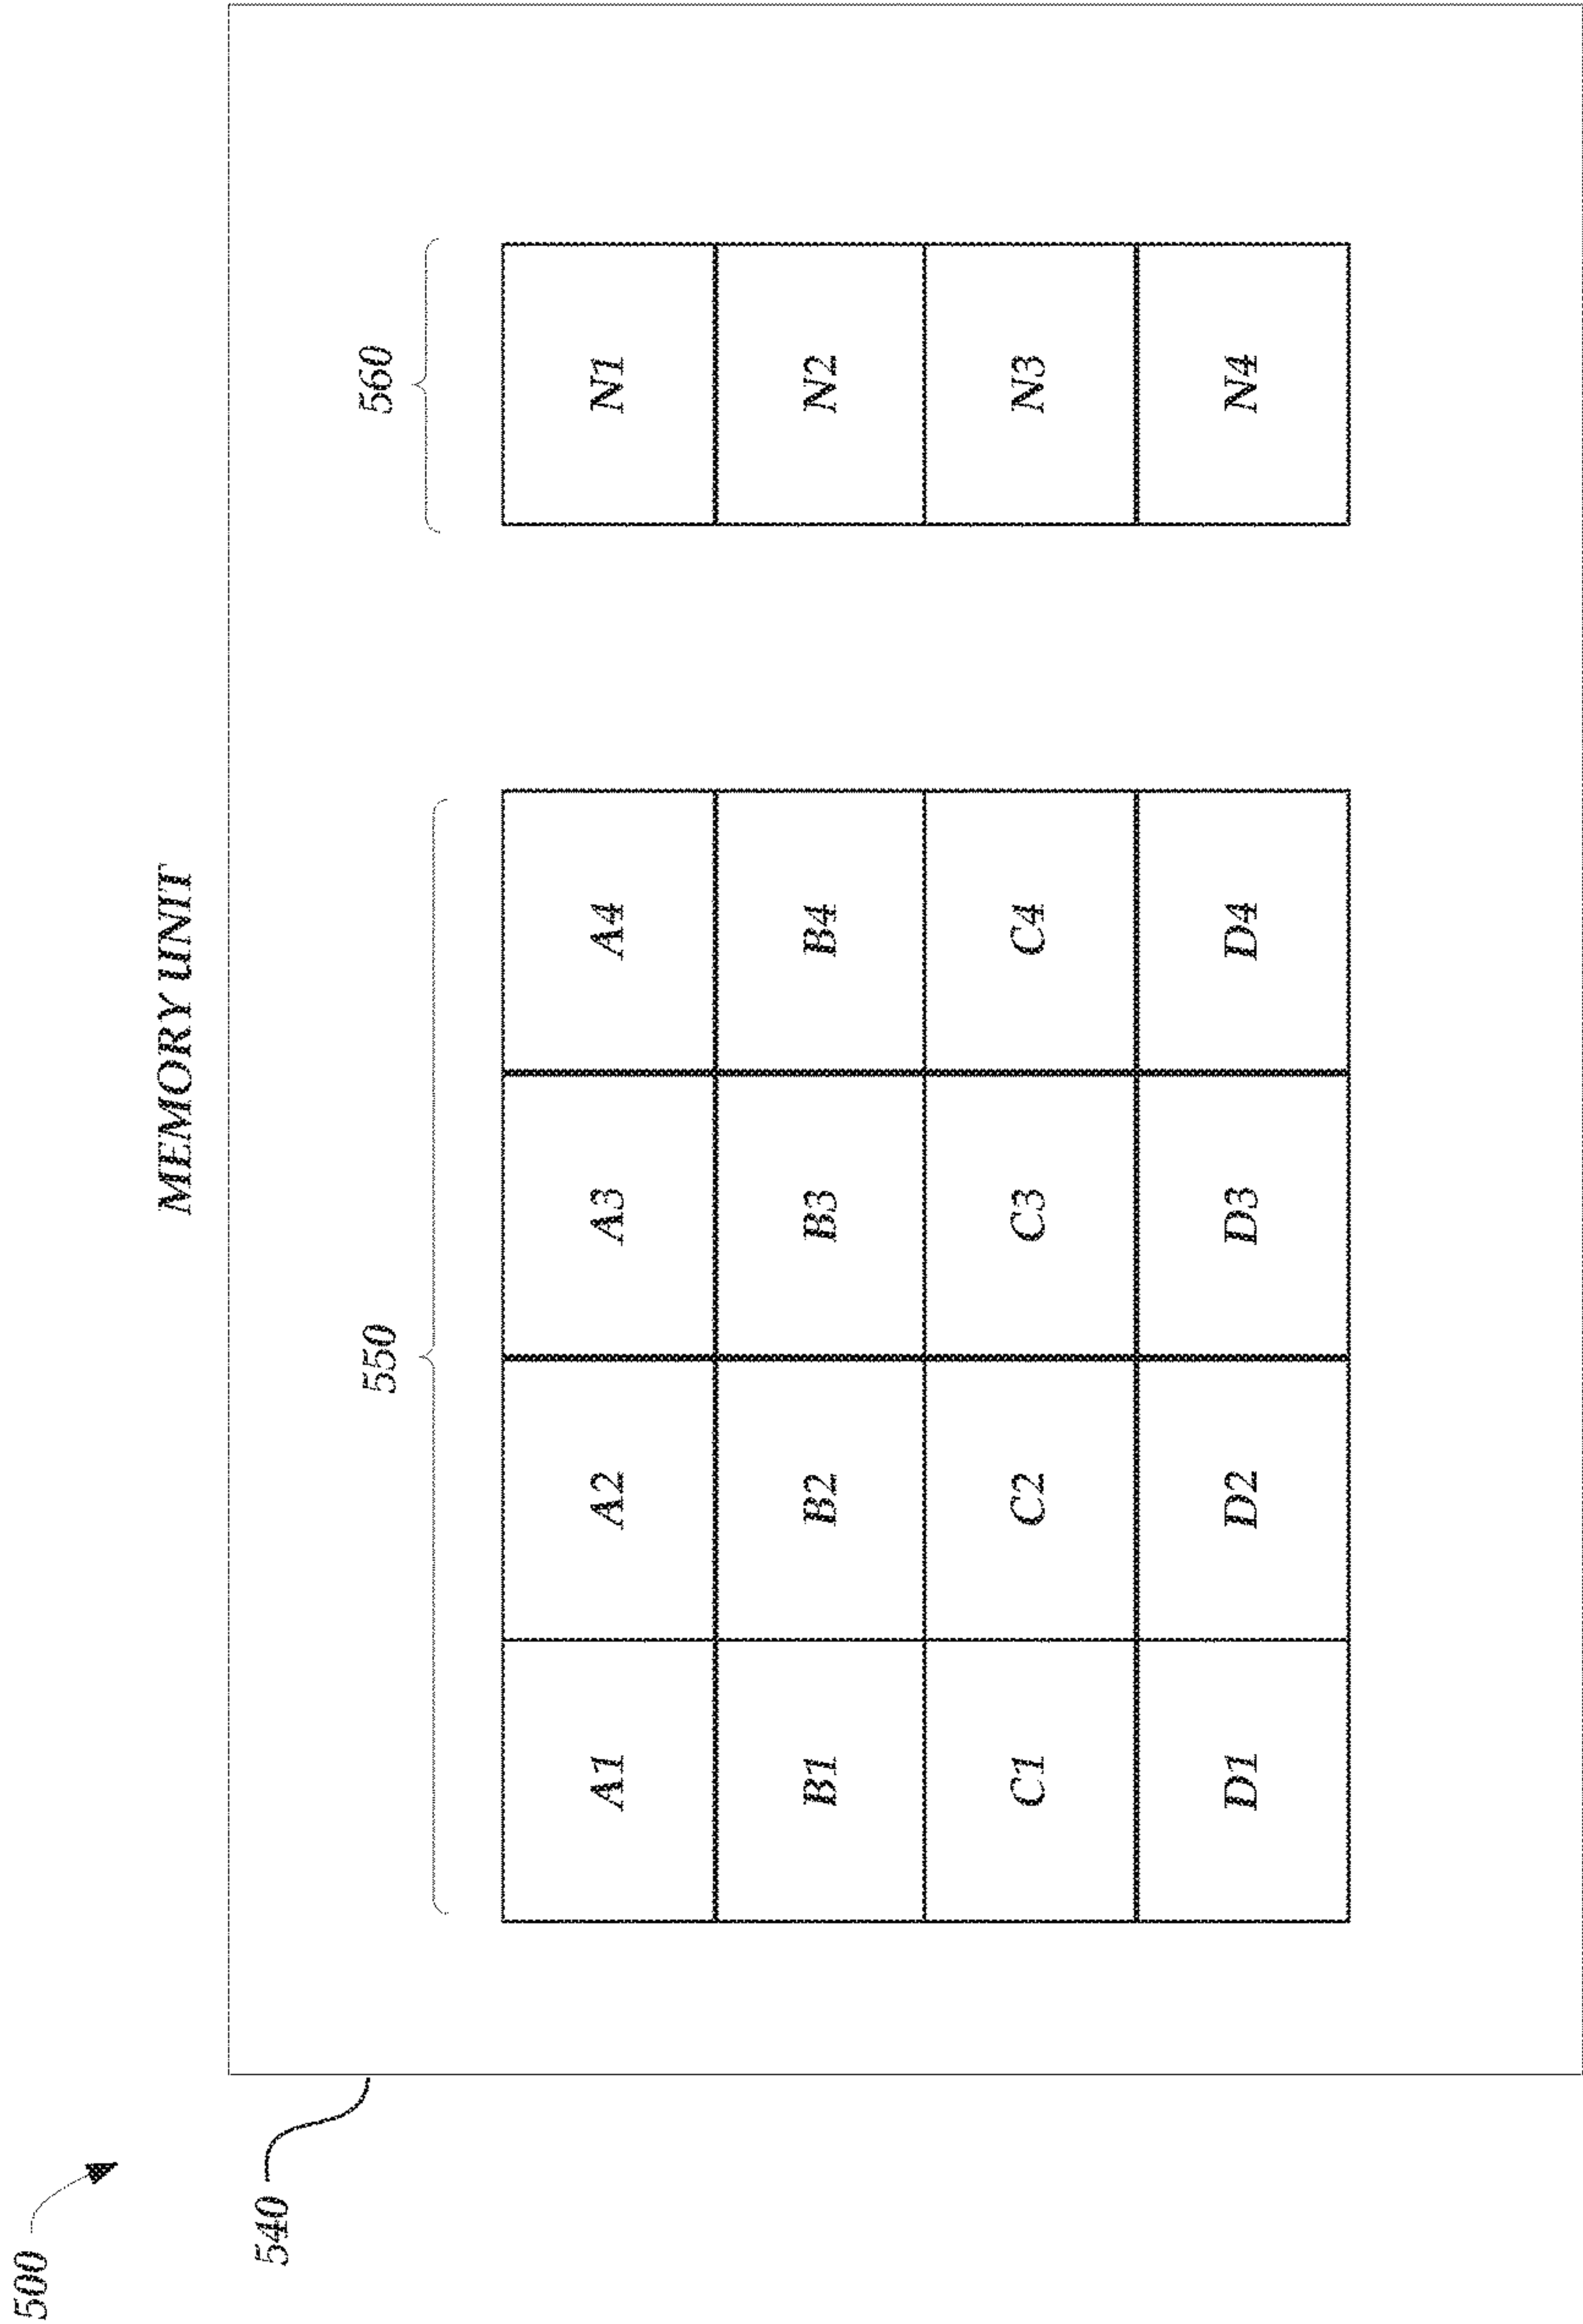 500
MEMORY UNIT
540
550
560
A1 A2 A3 A4 N1
B1 B2 B3 B4 N2
C1 C2 C3 C4 N3
D1 D2 D3 D4 N4